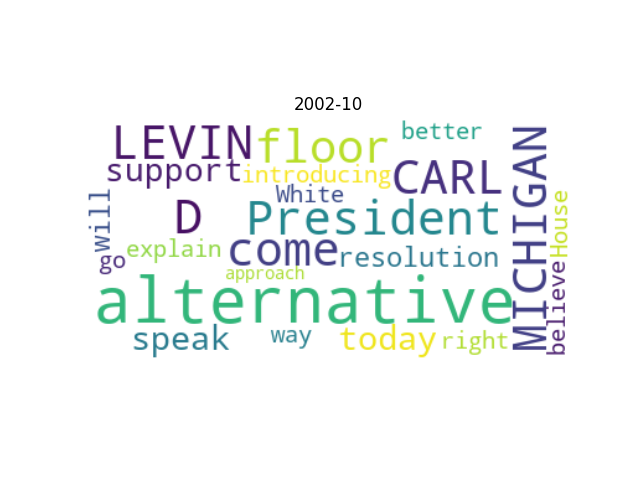 2002-10
LEVIN floor better
support introducing CARL
White
D President
will
go explain come resolution
approach
alternative
speak way today right
MICHIGAN
House
believe